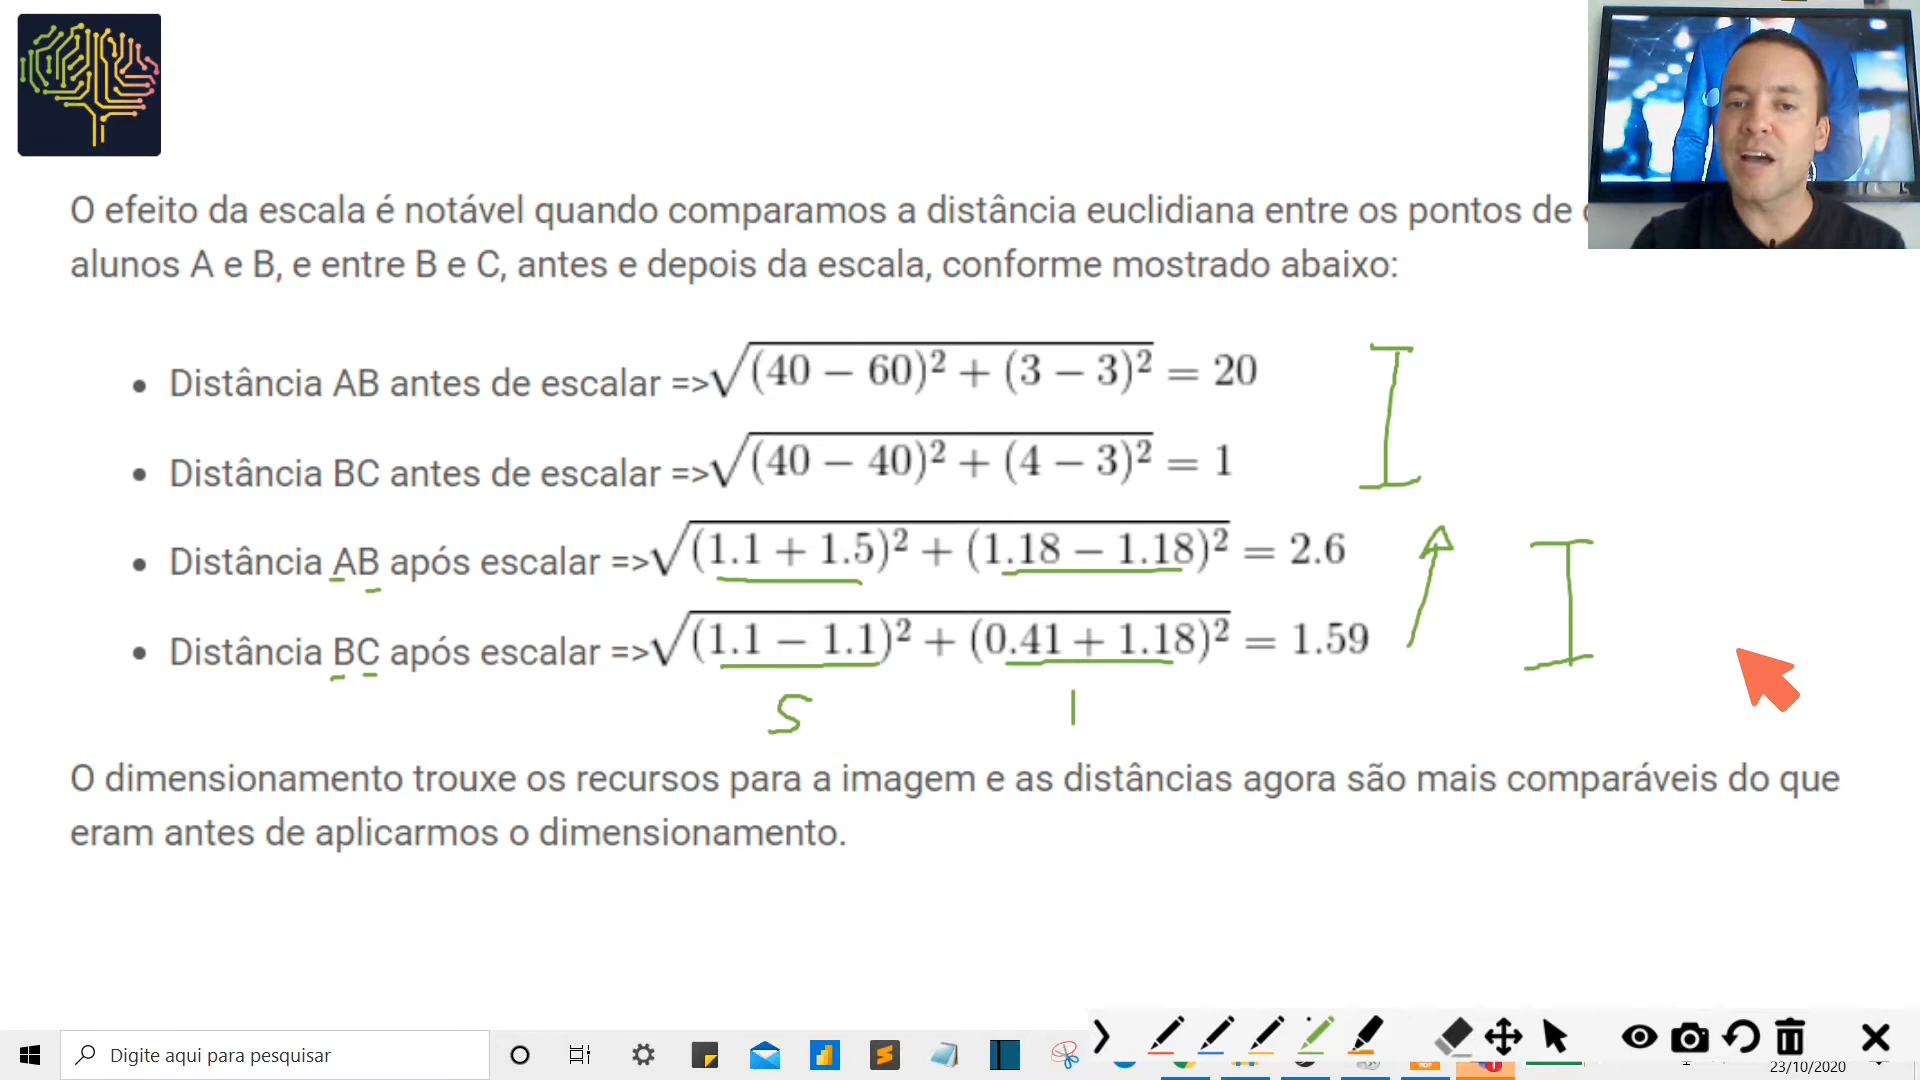 O efeito da escala é notável quando comparamos a distância euclidiana entre os pontos de
alunos A e B, e entre B e C, antes e depois da escala, conforme mostrado abaixo:
• Distância AB antes de escalar =>√(40 − 60)² + (3 − 3)² = 20
• Distância BC antes de escalar =>√(40 − 40)² + (4 − 3)² = 1
• Distância AB após escalar =>√(1.1 + 1.5)² + (1.18 − 1.18)² = 2.6
• Distância BC após escalar =>√(1.1 − 1.1)² + (0.41 + 1.18)² = 1.59
S 1
O dimensionamento trouxe os recursos para a imagem e as distâncias agora são mais comparáveis do que
eram antes de aplicarmos o dimensionamento.
Digite aqui para pesquisar
23/10/2020